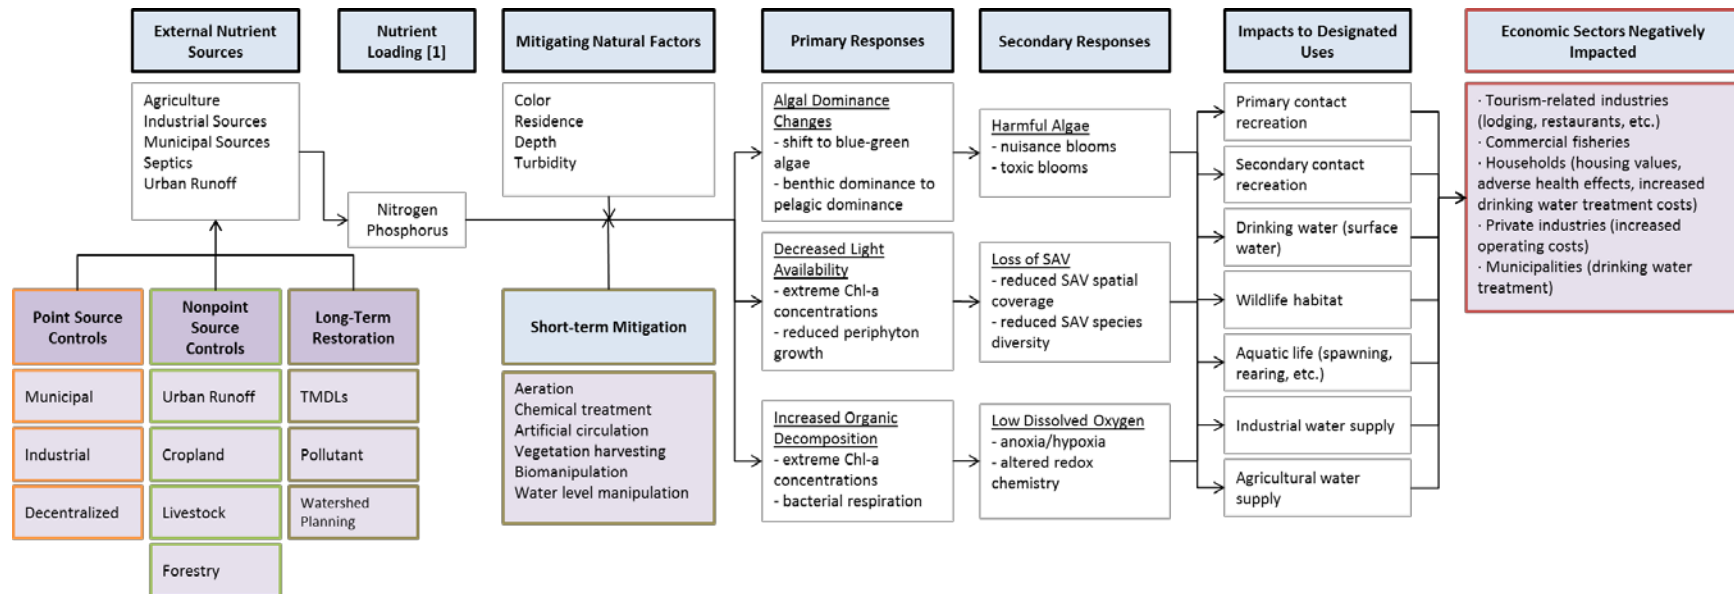 External Nutrient
Sources
Nutrient
Loading [1]
Mitigating Natural Factors
Primary Responses
Secondary Responses
Impacts to Designated
Uses
Economic Sectors Negatively
Impacted
Agriculture
Industrial Sources
Municipal Sources
Septics
Urban Runoff
Nitrogen
Phosphorus
Color
Residence
Depth
Turbidity
Algal Dominance
Changes
- shift to blue-green
algae
- benthic dominance to
pelagic dominance
Harmful Algae
- nuisance blooms
- toxic blooms
Primary contact
recreation
Secondary contact
recreation
Drinking water (surface
water)
Wildlife habitat
Aquatic life (spawning,
rearing, etc.)
Industrial water supply
Agricultural water
supply
· Tourism-related industries
(lodging, restaurants, etc.)
· Commercial fisheries
· Households (housing values,
adverse health effects, increased
drinking water treatment costs)
· Private industries (increased
operating costs)
· Municipalities (drinking water
treatment)
Decreased Light
Availability
- extreme Chl-a
concentrations
- reduced periphyton
growth
Loss of SAV
- reduced SAV spatial
coverage
- reduced SAV species
diversity
Increased Organic
Decomposition
- extreme Chl-a
concentrations
- bacterial respiration
Low Dissolved Oxygen
- anoxia/hypoxia
- altered redox
chemistry
Point Source
Controls
Municipal
Industrial
Decentralized
Nonpoint
Source
Controls
Urban Runoff
Cropland
Livestock
Forestry
Long-Term
Restoration
TMDLs
Pollutant
Watershed
Planning
Short-term Mitigation
Aeration
Chemical treatment
Artificial circulation
Vegetation harvesting
Biomanipulation
Water level manipulation